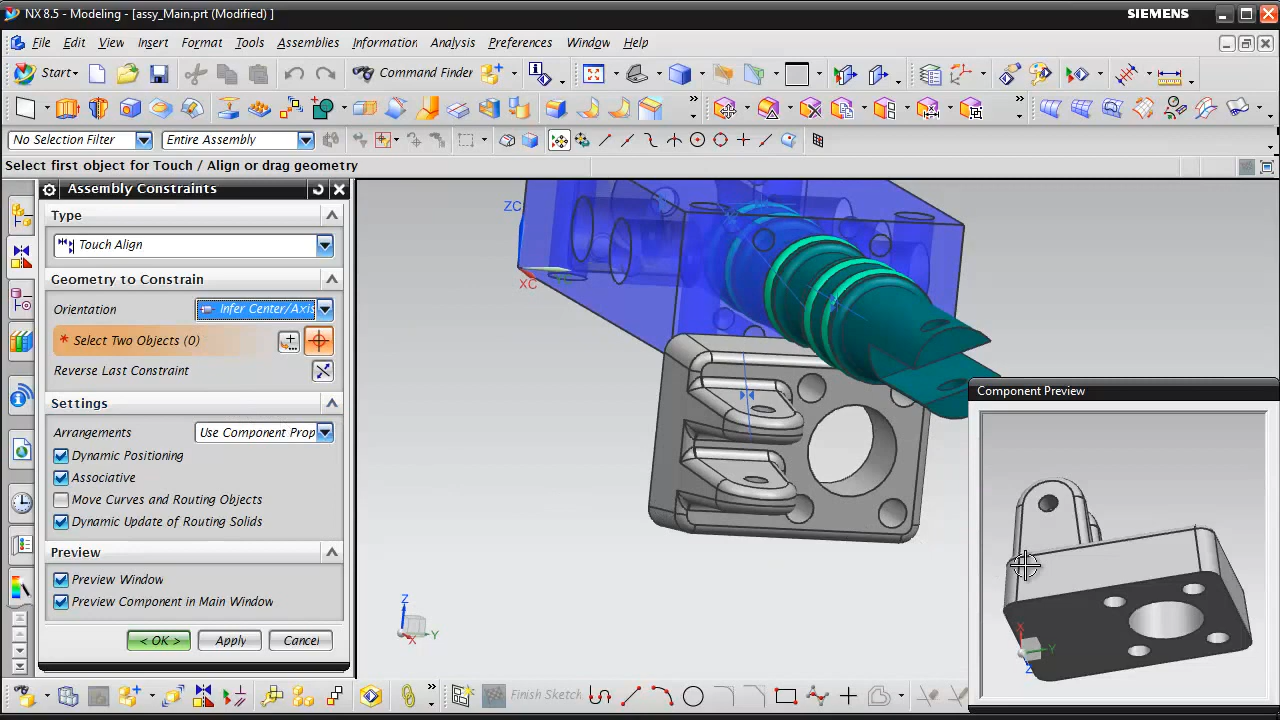 NX 8.5 - Modeling - [assy_Main.prt (Modified) ]
SIEMENS
File Edit View Insert Format Tools Assemblies Information Analysis Preferences Window Help
Start Command Finder
No Selection Filter Entire Assembly
Select first object for Touch / Align or drag geometry
Assembly Constraints
Type
Touch Align
Geometry to Constrain
Orientation Infer Center/Axis
* Select Two Objects (0)
Reverse Last Constraint
Settings
Arrangements Use Component Prop
Dynamic Positioning
Associative
Move Curves and Routing Objects
Dynamic Update of Routing Solids
Preview
Preview Window
Preview Component in Main Window
< OK > Apply Cancel
ZC
XC
Z
Y
X
Component Preview
X
Y
Z
Finish Sketch